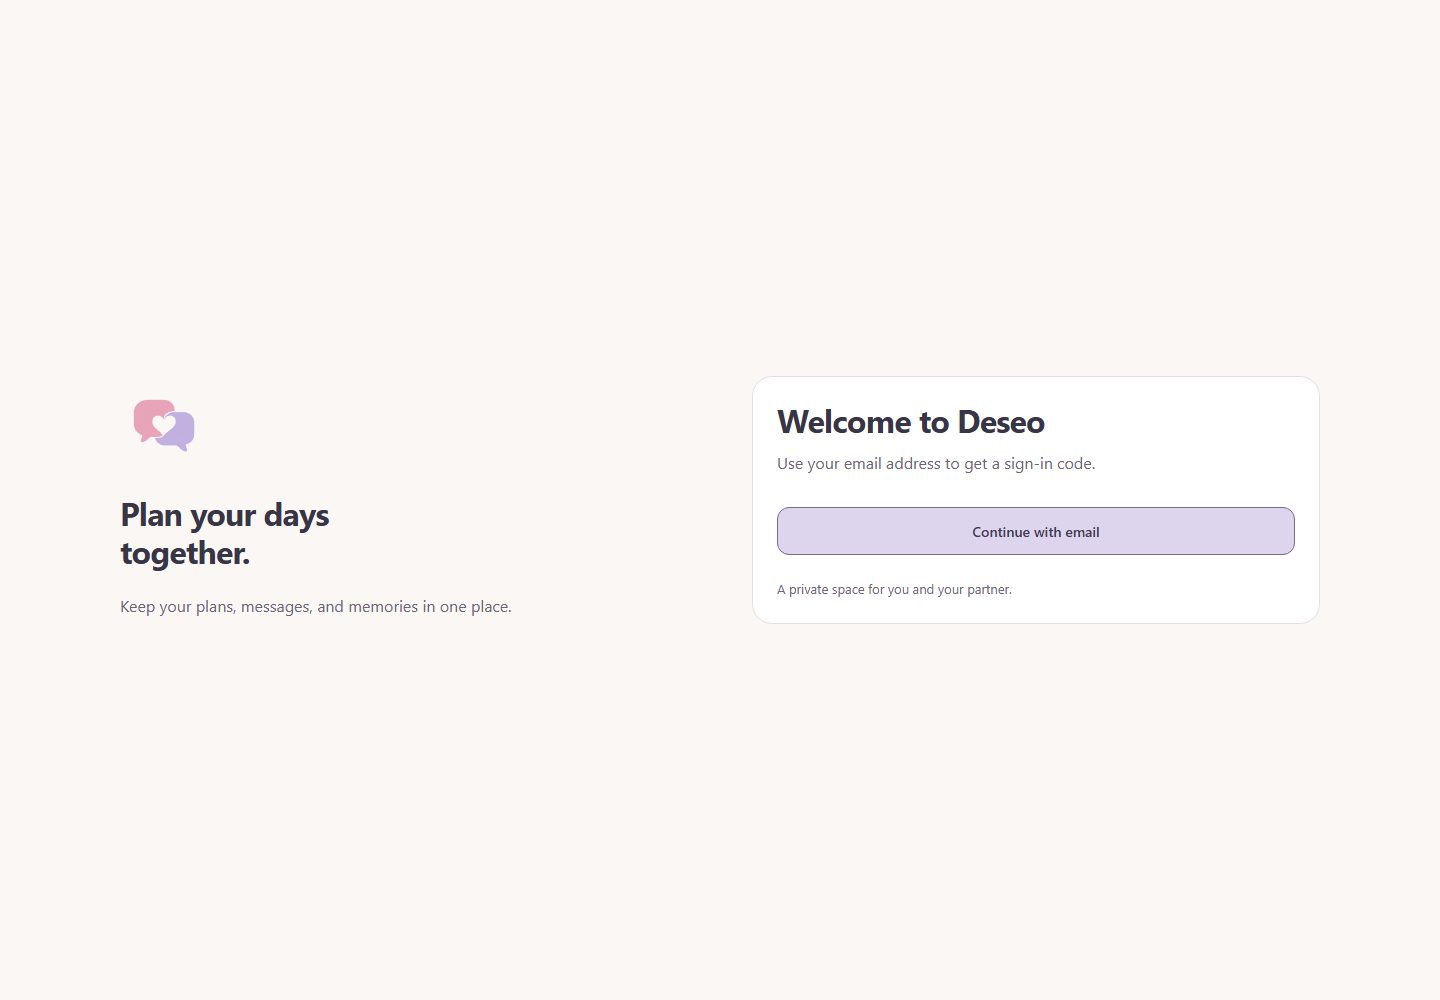 Plan your days
together.
Keep your plans, messages, and memories in one place.
Welcome to Deseo
Use your email address to get a sign-in code.
Continue with email
A private space for you and your partner.